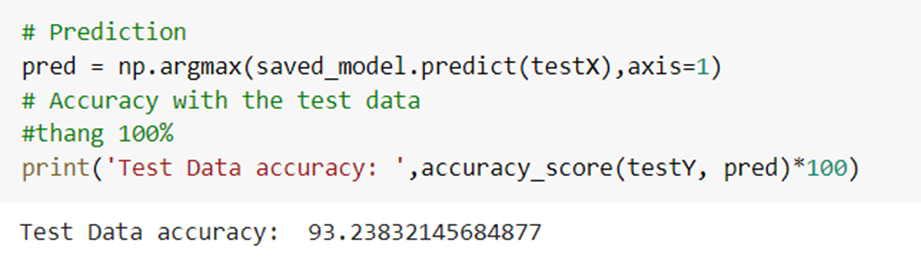 # Prediction
pred = np.argmax(saved_model.predict(testX),axis=1)
# Accuracy with the test data
#thang 100%
print('Test Data accuracy: ',accuracy_score(testY, pred)*100)
Test Data accuracy:  93.23832145684877